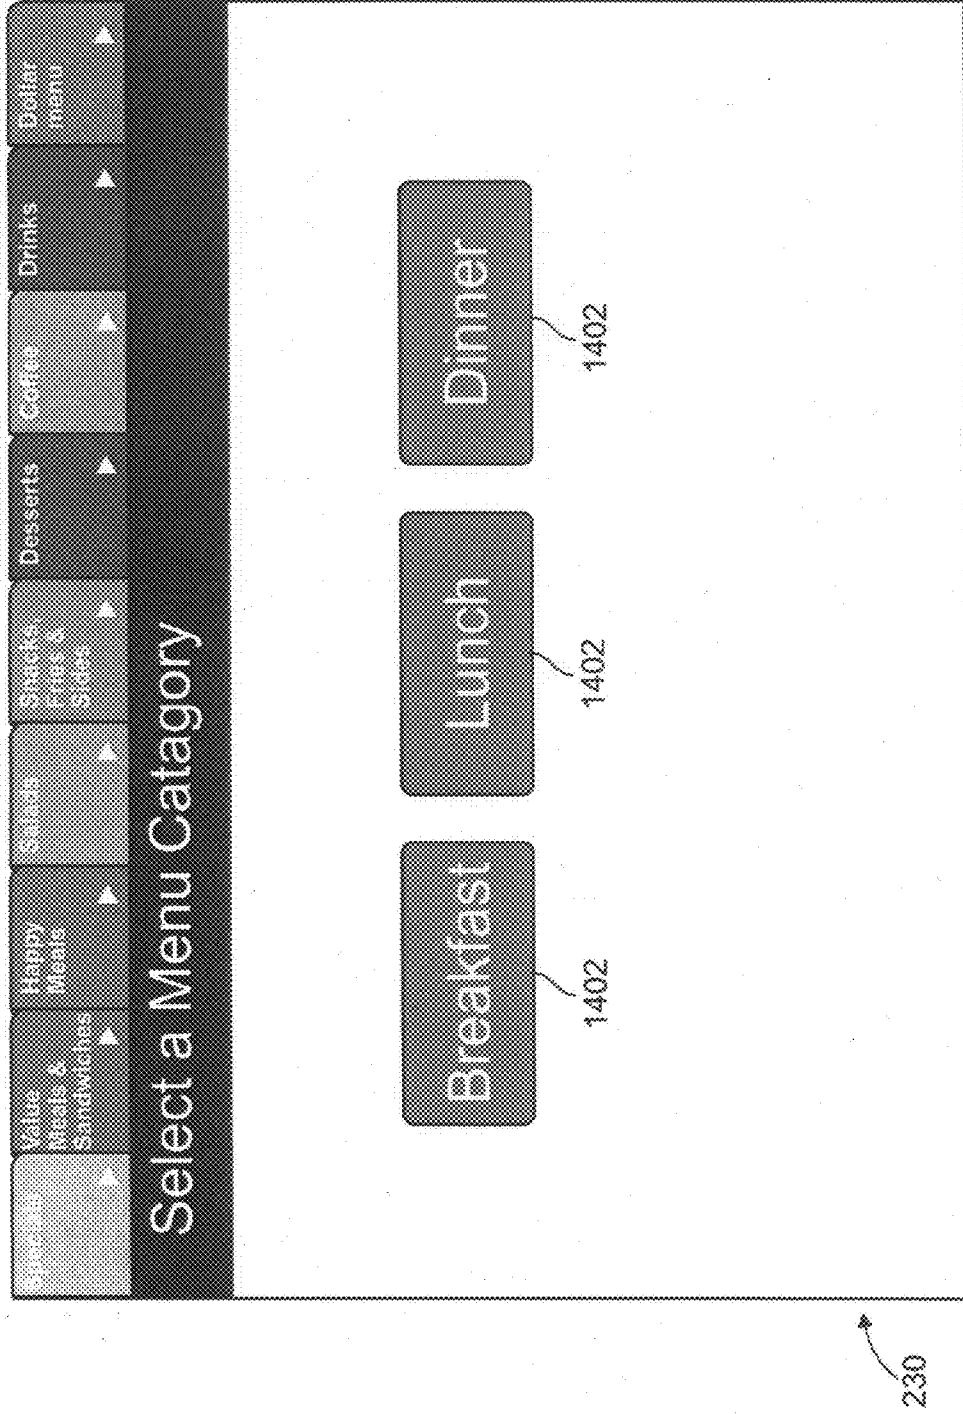 Specials
Value
Meals &
Sandwiches
Happy
Meals
Salads
Snacks,
Fries &
Sides
Desserts
Coffee
Drinks
Dollar
menu
Select a Menu Catagory
Breakfast
Lunch
Dinner
1402
1402
1402
230